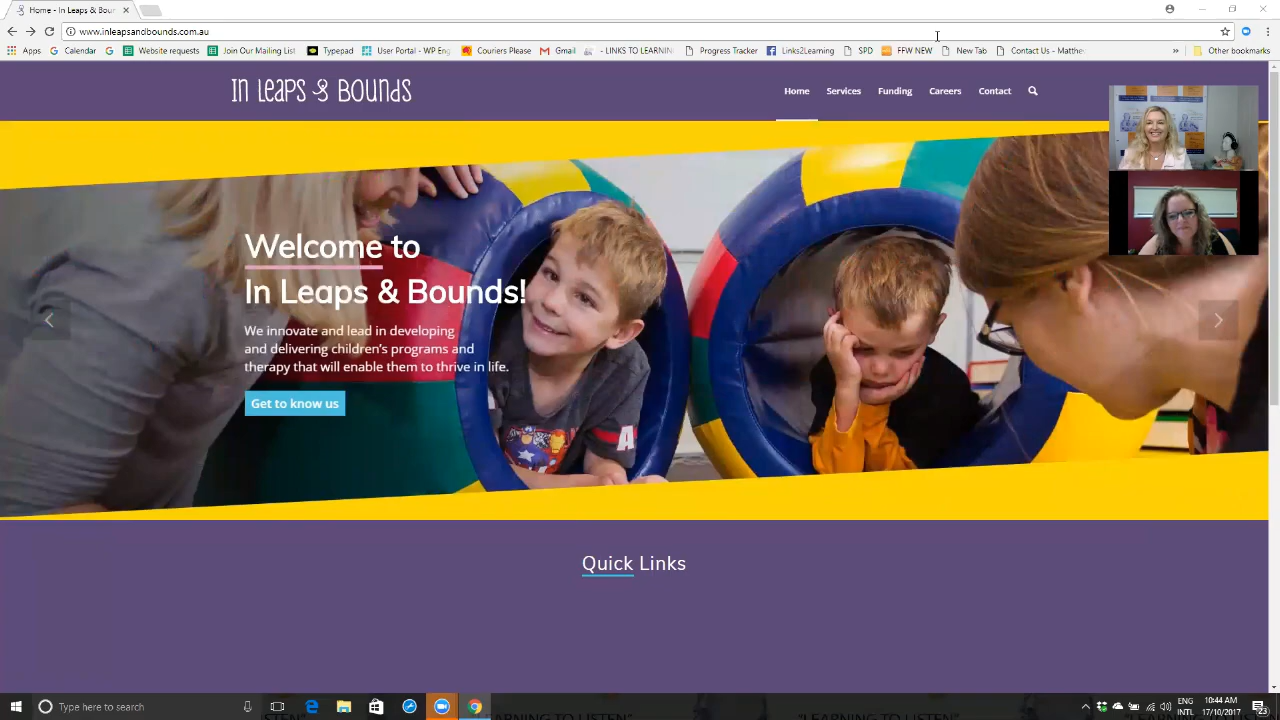 Home - In Leaps & Boun
www.inleapsandbounds.com.au
Apps Calendar Website requests Join Our Mailing List Typepad User Portal - WP Eng Couriers Please Gmail - LINKS TO LEARNIN Progress Tracker Links2Learning SPD FFW NEW New Tab Contact Us - Matthe » Other bookmarks
IN LEAPS & BOUNDS
Home Services Funding Careers Contact
Welcome to
In Leaps & Bounds!
We innovate and lead in developing
and delivering children's programs and
therapy that will enable them to thrive in life.
Get to know us
A
Quick Links
Type here to search
ENG
INTL
10:44 AM
17/10/2017
23